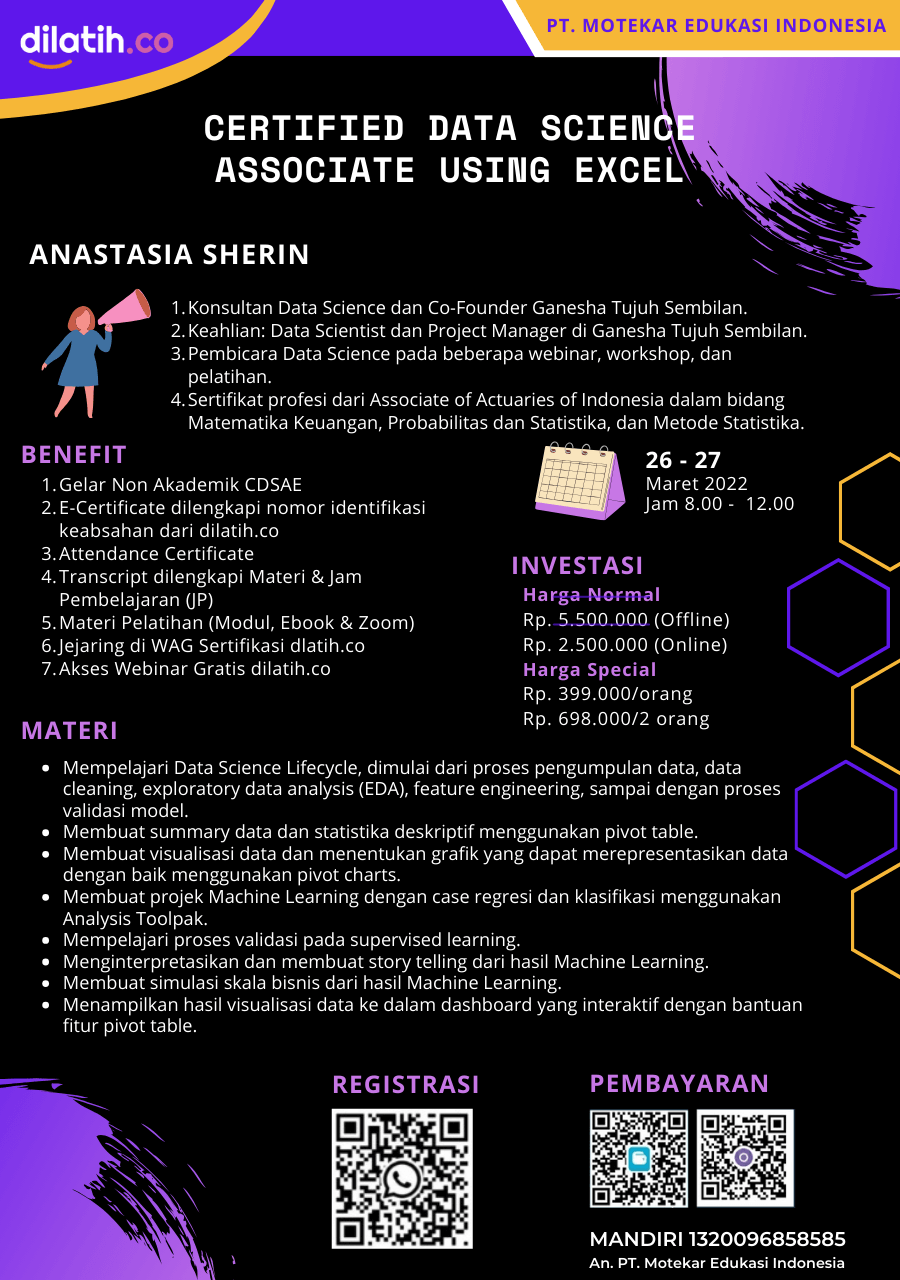 dilatih.co
PT. MOTEKAR EDUKASI INDONESIA
CERTIFIED DATA SCIENCE
ASSOCIATE USING EXCEL
ANASTASIA SHERIN
1. Konsultan Data Science dan Co-Founder Ganesha Tujuh Sembilan.
2. Keahlian: Data Scientist dan Project Manager di Ganesha Tujuh Sembilan.
3. Pembicara Data Science pada beberapa webinar, workshop, dan
pelatihan.
4. Sertifikat profesi dari Associate of Actuaries of Indonesia dalam bidang
Matematika Keuangan, Probabilitas dan Statistika, dan Metode Statistika.
BENEFIT
1. Gelar Non Akademik CDSAE
2. E-Certificate dilengkapi nomor identifikasi
keabsahan dari dilatih.co
3. Attendance Certificate
4. Transcript dilengkapi Materi & Jam
Pembelajaran (JP)
5. Materi Pelatihan (Modul, Ebook & Zoom)
6. Jejaring di WAG Sertifikasi dlatih.co
7. Akses Webinar Gratis dilatih.co
26 - 27
Maret 2022
Jam 8.00 - 12.00
INVESTASI
Harga Normal
Rp. 5.500.000 (Offline)
Rp. 2.500.000 (Online)
Harga Special
Rp. 399.000/orang
Rp. 698.000/2 orang
MATERI
• Mempelajari Data Science Lifecycle, dimulai dari proses pengumpulan data, data
cleaning, exploratory data analysis (EDA), feature engineering, sampai dengan proses
validasi model.
• Membuat summary data dan statistika deskriptif menggunakan pivot table.
• Membuat visualisasi data dan menentukan grafik yang dapat merepresentasikan data
dengan baik menggunakan pivot charts.
• Membuat projek Machine Learning dengan case regresi dan klasifikasi menggunakan
Analysis Toolpak.
• Mempelajari proses validasi pada supervised learning.
• Menginterpretasikan dan membuat story telling dari hasil Machine Learning.
• Membuat simulasi skala bisnis dari hasil Machine Learning.
• Menampilkan hasil visualisasi data ke dalam dashboard yang interaktif dengan bantuan
fitur pivot table.
REGISTRASI
PEMBAYARAN
MANDIRI 1320096858585
An. PT. Motekar Edukasi Indonesia